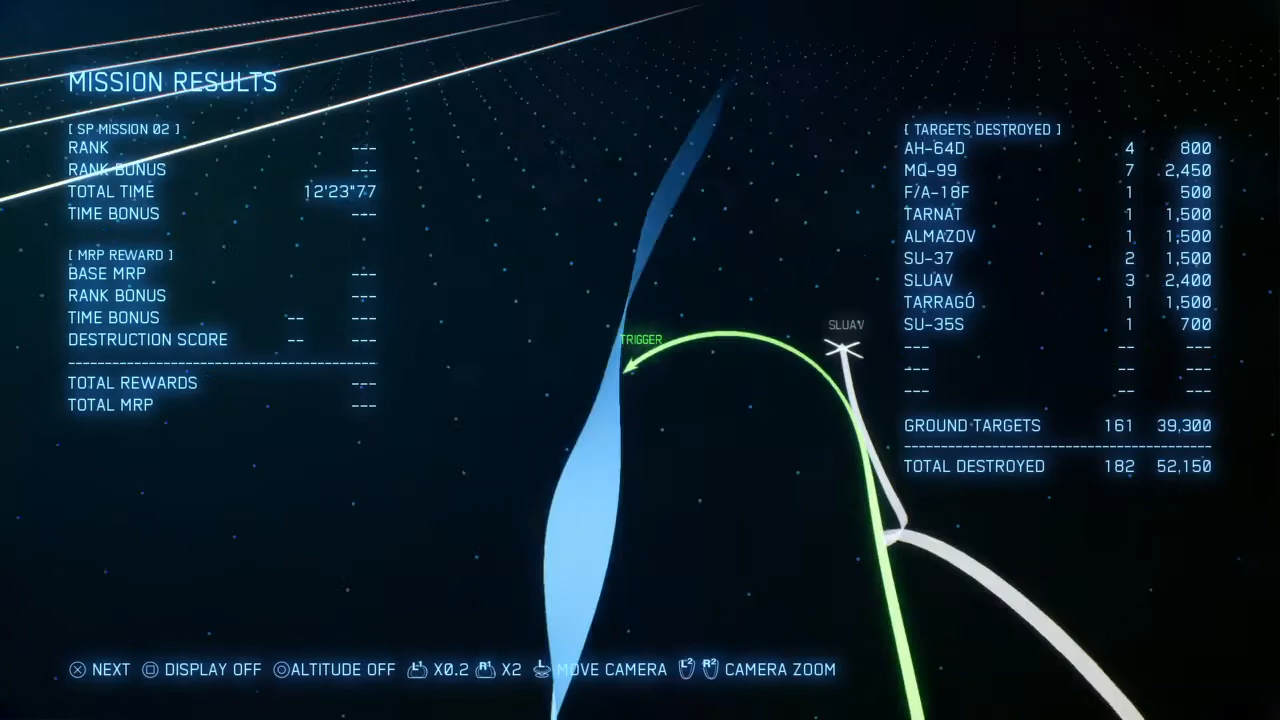 MISSION RESULTS
[ SP MISSION 02 ]
RANK ---
RANK BONUS ---
TOTAL TIME 12'23"77
TIME BONUS ---
[ MRP REWARD ]
BASE MRP ---
RANK BONUS ---
TIME BONUS -- ---
DESTRUCTION SCORE -- ---
TOTAL REWARDS ---
TOTAL MRP ---
TRIGGER
SLUAV
[ TARGETS DESTROYED ]
AH-64D 4 800
MQ-99 7 2,450
F/A-18F 1 500
TARNAT 1 1,500
ALMAZOV 1 1,500
SU-37 2 1,500
SLUAV 3 2,400
TARRAGÓ 1 1,500
SU-35S 1 700
--- -- ---
--- -- ---
--- -- ---
GROUND TARGETS 161 39,300
TOTAL DESTROYED 182 52,150
NEXT DISPLAY OFF ALTITUDE OFF L1 X0.2 R1 X2 L MOVE CAMERA L2 R2 CAMERA ZOOM